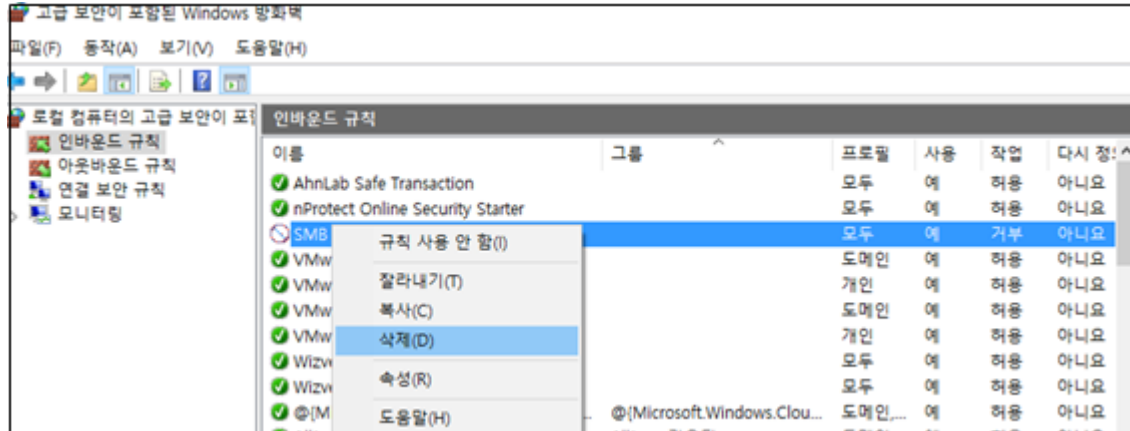 고급 보안이 포함된 Windows 방화벽
파일(F) 동작(A) 보기(V) 도움말(H)
로컬 컴퓨터의 고급 보안이
인바운드 규칙
아웃바운드 규칙
연결 보안 규칙
모니터링
인바운드 규칙
이름 그룹 프로필 사용 작업 다시
AhnLab Safe Transaction 모두 예 허용 아니요
nProtect Online Security Starter 모두 예 허용 아니요
SMB 모두 예 거부 아니요
VMw 도메인 예 허용 아니요
VMw 개인 예 허용 아니요
VMw 도메인 예 허용 아니요
VMw 개인 예 허용 아니요
Wizv 모두 예 허용 아니요
Wizv 모두 예 허용 아니요
@{M ... @{Microsoft.Windows.Clou... 도메인,... 예 허용 아니요
규칙 사용 안 함(I)
잘라내기(T)
복사(C)
삭제(D)
속성(R)
도움말(H)